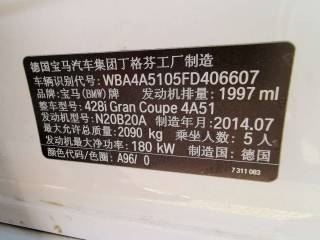 德国宝马汽车集团丁格芬工厂制造
车辆识别代号：WBA4A5105FD406607
品牌：宝马(BMW)牌 发动机排量：1997 ml
整车型号：428i Gran Coupe 4A51
发动机型号：N20B20A 制造年月：2014.07
最大允许总质量：2090 kg 乘坐人数：5 人
发动机最大净功率：180 kW 制造国：德国
颜色代码/色圈：A96/ 0
7 311 083